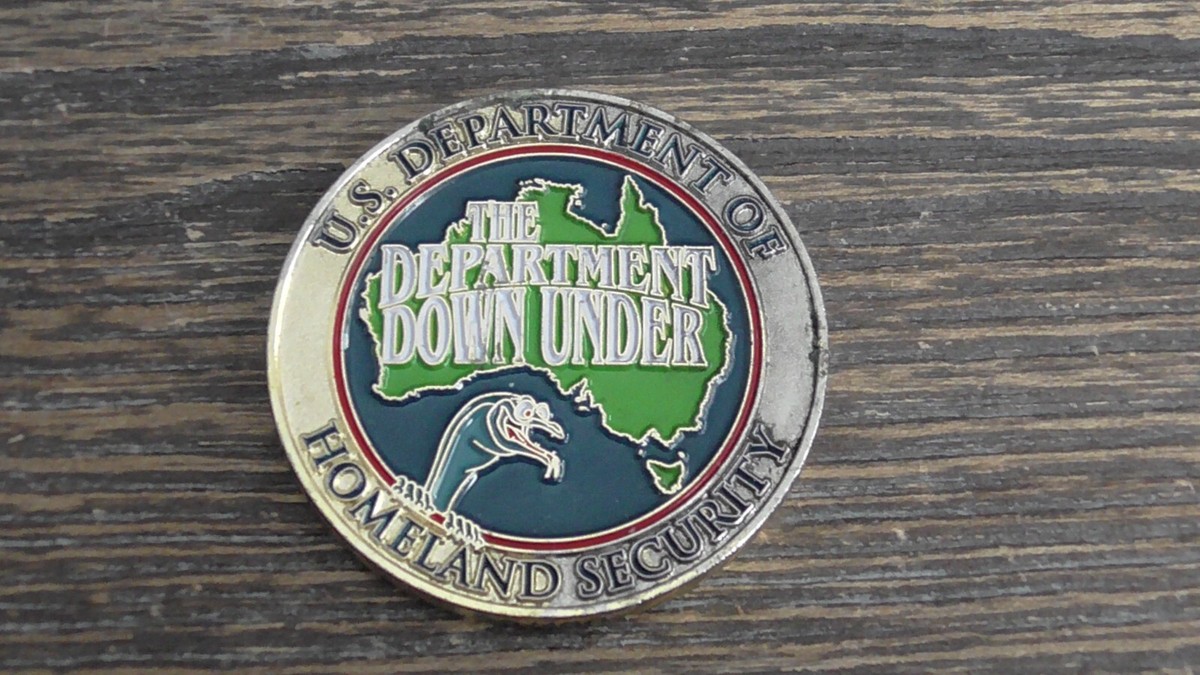 U.S. DEPARTMENT OF
THE
DEPARTMENT
DOWN UNDER
HOMELAND SECURITY